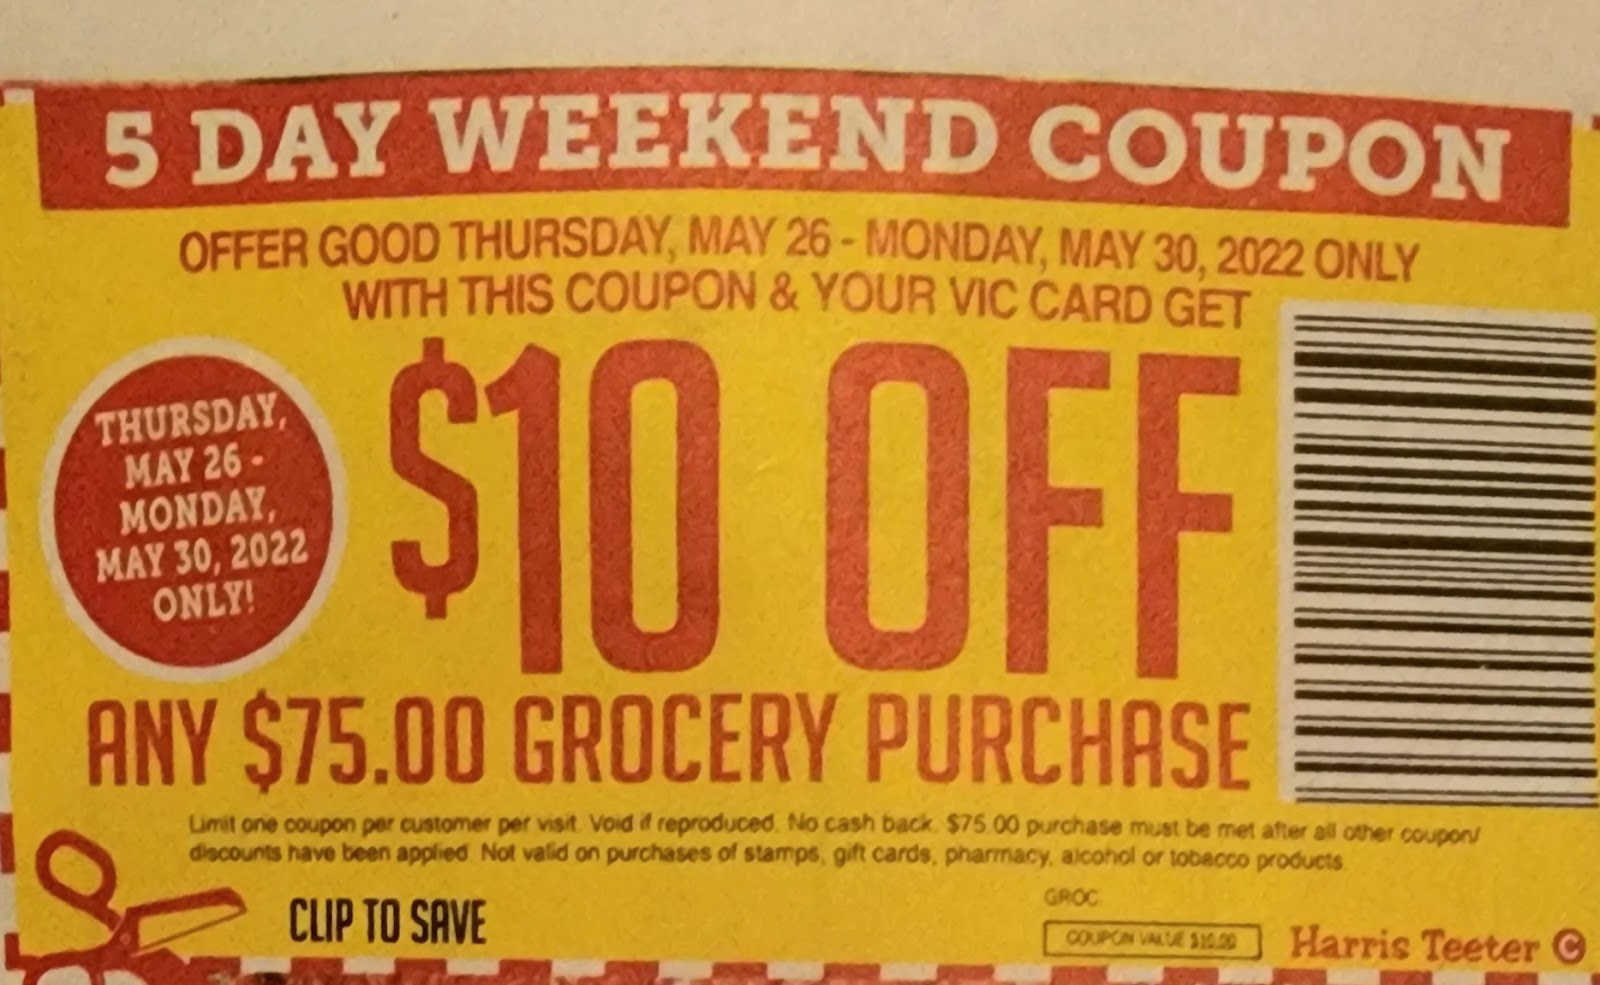 5 DAY WEEKEND COUPON
OFFER GOOD THURSDAY, MAY 26 - MONDAY, MAY 30, 2022 ONLY
WITH THIS COUPON & YOUR VIC CARD GET
THURSDAY,
MAY 26 -
MONDAY,
MAY 30, 2022
ONLY!
$10 OFF
ANY $75.00 GROCERY PURCHASE
Limit one coupon per customer per visit. Void if reproduced. No cash back. $75.00 purchase must be met after all other coupon/
discounts have been applied. Not valid on purchases of stamps, gift cards, pharmacy, alcohol or tobacco products.
CLIP TO SAVE
GROC
COUPON VALUE $10.00
Harris Teeter C